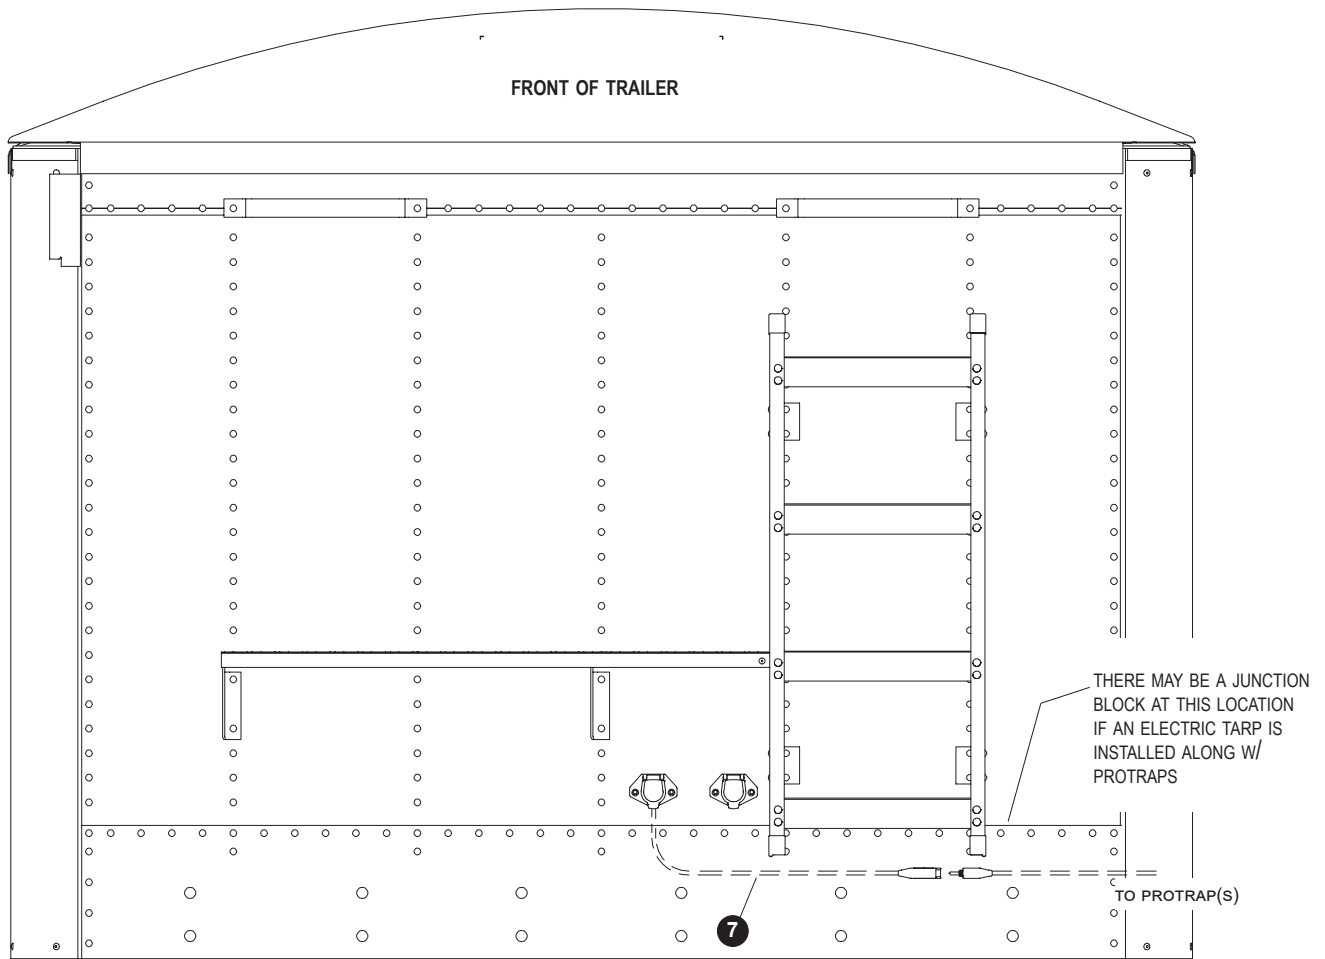 FRONT OF TRAILER
THERE MAY BE A JUNCTION
BLOCK AT THIS LOCATION
IF AN ELECTRIC TARP IS
INSTALLED ALONG W/
PROTRAPS
TO PROTRAP(S)
7